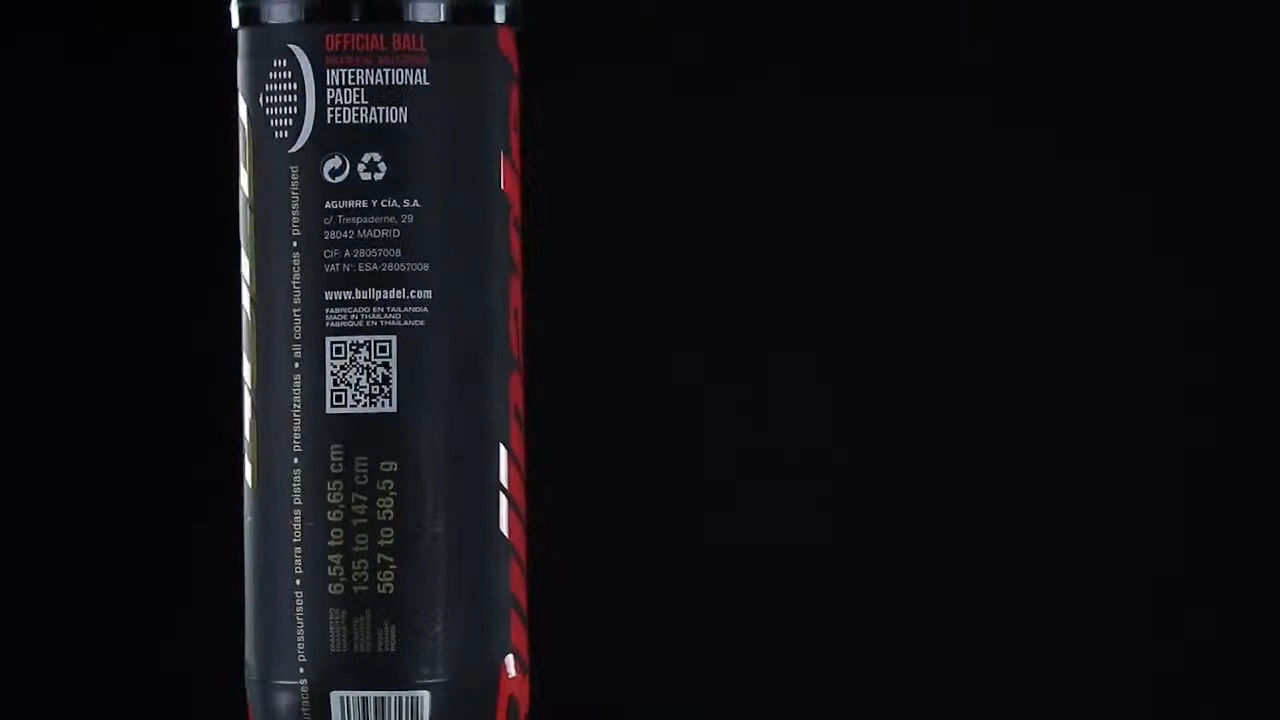 OFFICIAL BALL
INTERNATIONAL
PADEL
FEDERATION
AGUIRRE Y CÍA, S.A.
c/. Trespaderne, 29
28042 MADRID
CIF: A-28057008
VAT Nº: ESA-28057008
www.bullpadel.com
FABRICADO EN TAILANDIA
MADE IN THAILAND
FABRIQUÉ EN THAILANDE
pressurised • para todas pistas • presurizadas • all court surfaces • pressurised
6,54 to 6,65 cm
135 to 147 cm
56,7 to 58,5 g